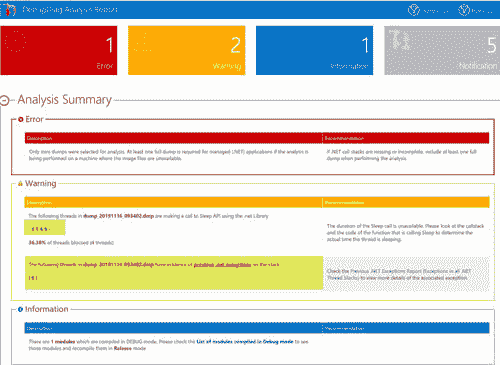 DebugDiag Analysis Report
1
Error
2
Warning
1
Information
5
Notification
Analysis Summary
Error
Description
Recommendation
Only mini dumps were selected for analysis. At least one full dump is required for managed (.NET) applications if the analysis is
being performed on a machine where the image files are unavailable.
If .NET call stacks are missing or incomplete, include at least one full
dump when performing the analysis.
Warning
Description
Recommendation
The following threads in dump_20191116_093402.dmp are making a call to Sleep API using the .net Library
36.36% of threads blocked (4 threads)
The duration of the Sleep call is unavailable. Please look at the callstack
and the code of the function that is calling Sleep to determine the
actual time the thread is sleeping.
The following threads in
on the stack
Check the Previous .NET Exceptions Report (Exceptions in all .NET
Thread Stacks) to view more details of the associated exception
Information
Description
Recommendation
There are 1 modules which are compiled in DEBUG mode. Please check the List of modules compiled in Debug mode to see
those modules and recompile them in Release mode